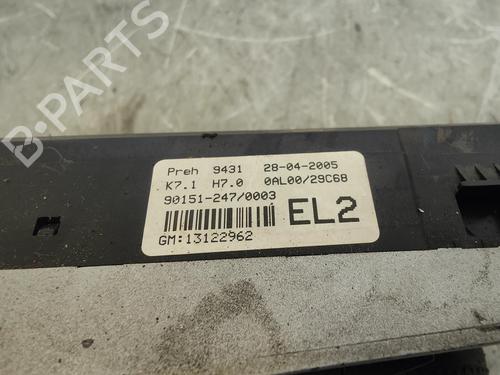 B-PARTS
Preh 9431 28-04-2005
K7.1 H7.0 0AL00/29C68
90151-247/0003
EL2
GM:13122962